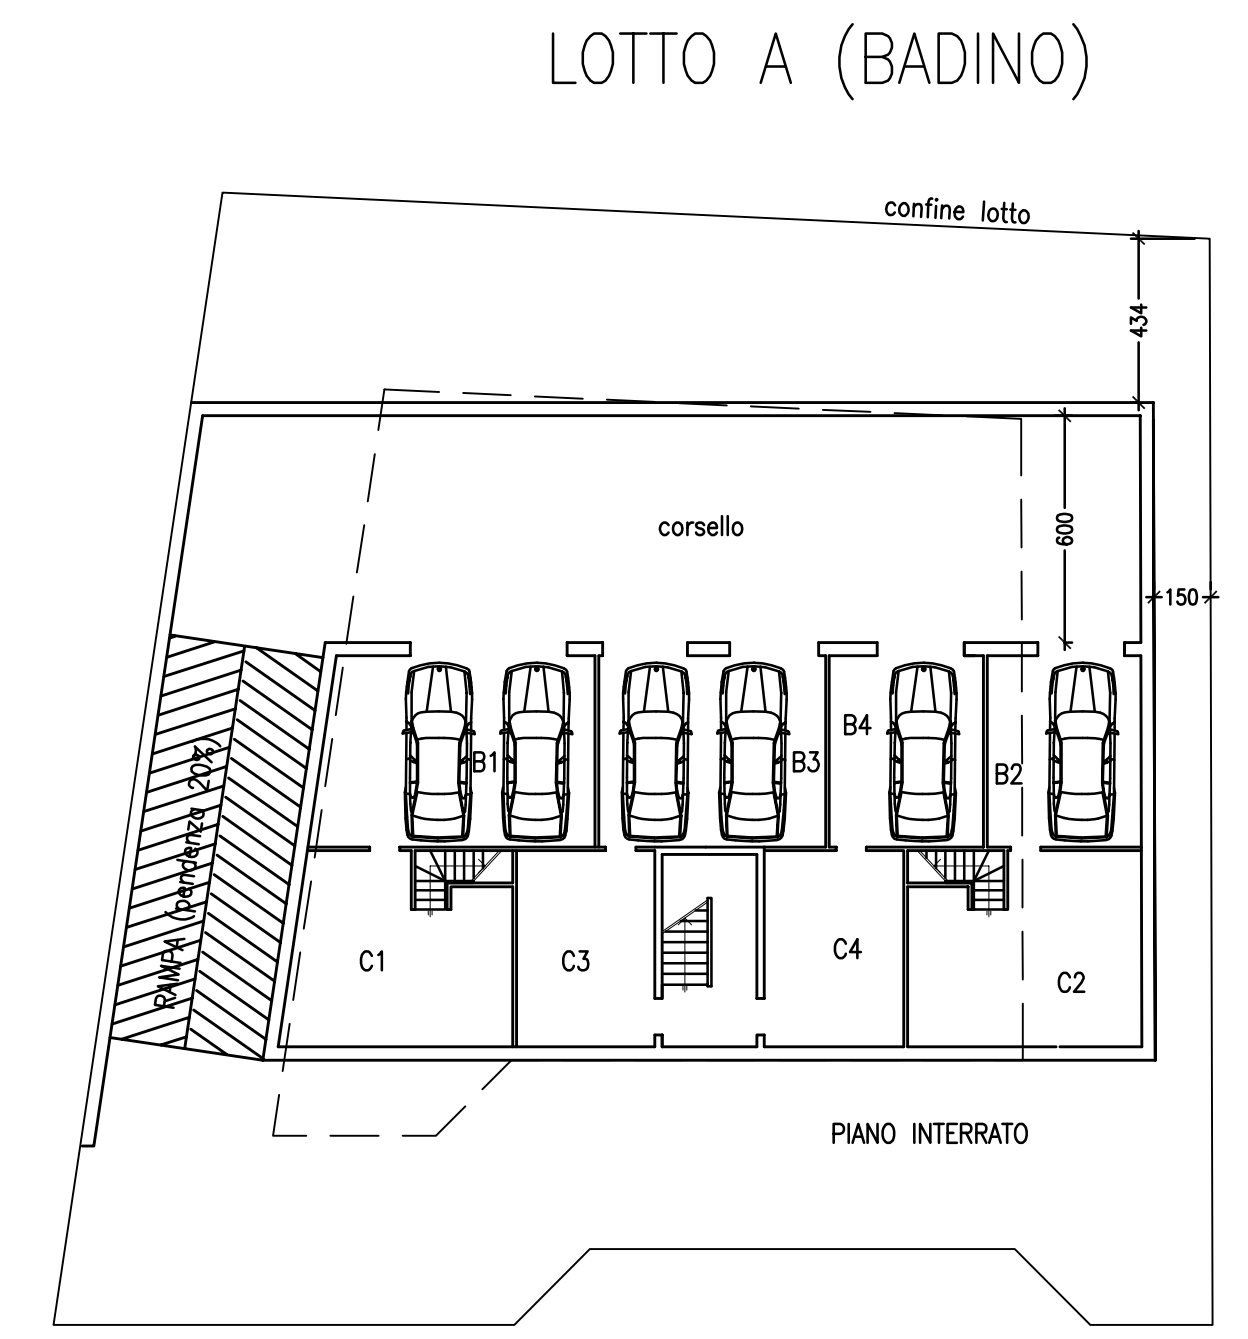 LOTTO A (BADINO)
confine lotto
434
corsello
600
150
B1
B3
B4
B2
RAMPA (pendenza 20%)
C1
C3
C4
C2
PIANO INTERRATO